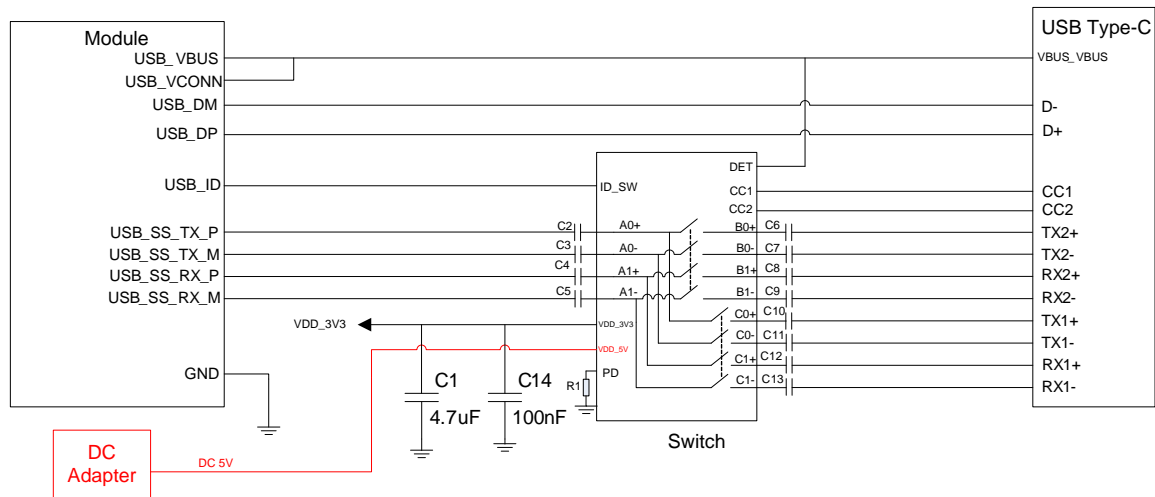 Module
USB_VBUS
USB_VCONN
USB_DM
USB_DP
USB_ID
USB_SS_TX_P
USB_SS_TX_M
USB_SS_RX_P
USB_SS_RX_M
GND
DC
Adapter
DC 5V
VDD_3V3
C1
4.7uF
C14
100nF
R1
C2
C3
C4
C5
ID_SW
A0+
A0-
A1+
A1-
VDD_3V3
VDD_5V
PD
DET
CC1
CC2
B0+
B0-
B1+
B1-
C0+
C0-
C1+
C1-
Switch
C6
C7
C8
C9
C10
C11
C12
C13
USB Type-C
VBUS_VBUS
D-
D+
CC1
CC2
TX2+
TX2-
RX2+
RX2-
TX1+
TX1-
RX1+
RX1-